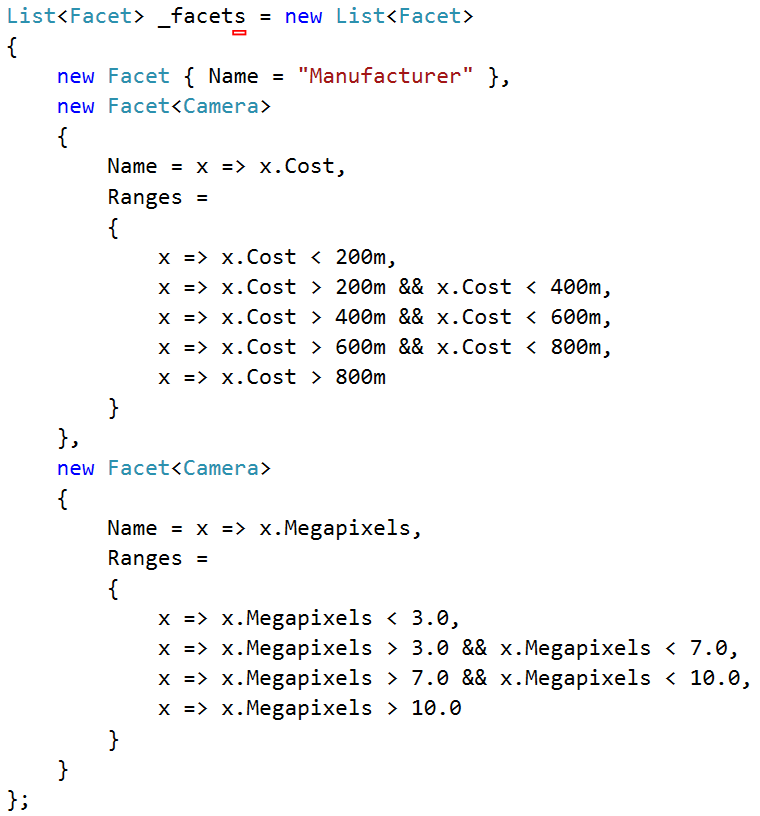 List<Facet> _facets = new List<Facet>
{
    new Facet { Name = "Manufacturer" },
    new Facet<Camera>
    {
        Name = x => x.Cost,
        Ranges =
        {
            x => x.Cost < 200m,
            x => x.Cost > 200m && x.Cost < 400m,
            x => x.Cost > 400m && x.Cost < 600m,
            x => x.Cost > 600m && x.Cost < 800m,
            x => x.Cost > 800m
        }
    },
    new Facet<Camera>
    {
        Name = x => x.Megapixels,
        Ranges =
        {
            x => x.Megapixels < 3.0,
            x => x.Megapixels > 3.0 && x.Megapixels < 7.0,
            x => x.Megapixels > 7.0 && x.Megapixels < 10.0,
            x => x.Megapixels > 10.0
        }
    }
};